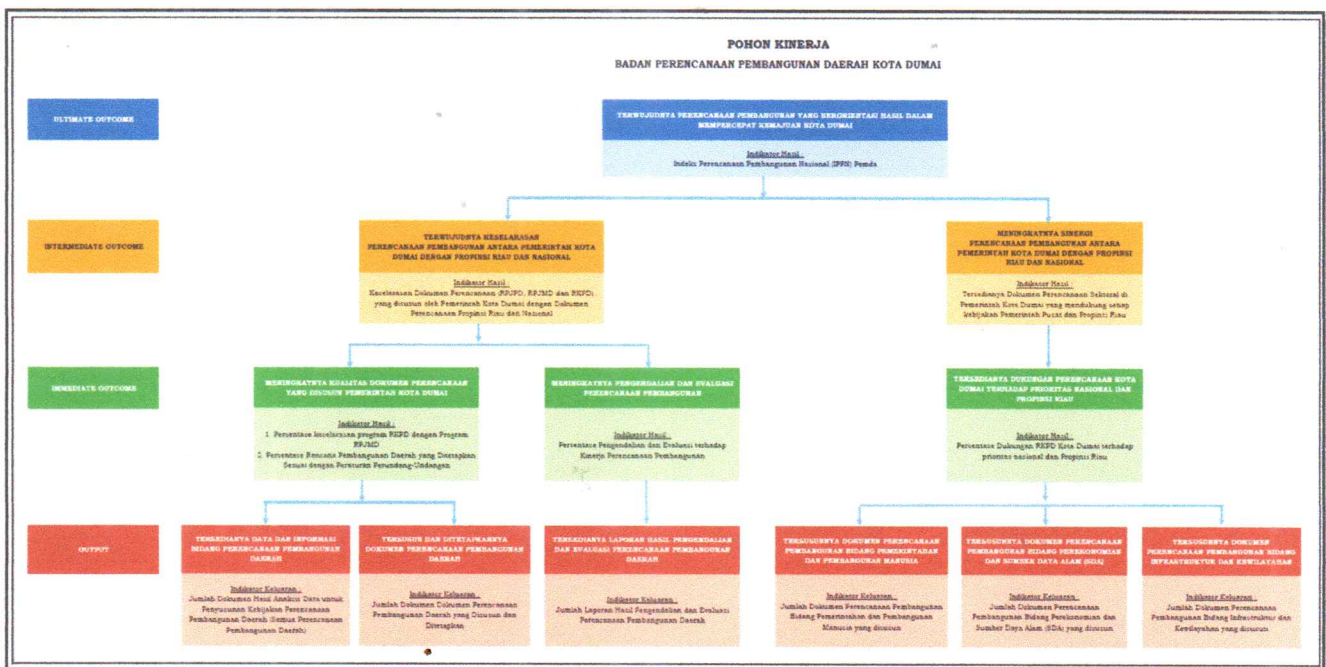 POHON KINERJA
BADAN PERENCANAAN PEMBANGUNAN DAERAH KOTA DUMAI
ULTIMATE OUTCOME
TERWUJUDNYA PERENCANAAN PEMBANGUNAN YANG BERORIENTASI HASIL DALAM
MEMPERCEPAT KEMAJUAN KOTA DUMAI
Indikator Hasil :
Indeks Perencanaan Pembangunan Nasional (IPPN) Pemda
INTERMEDIATE OUTCOME
TERWUJUDNYA KESELARASAN
PERENCANAAN PEMBANGUNAN ANTARA PEMERINTAH KOTA
DUMAI DENGAN PROPINSI RIAU DAN NASIONAL
Indikator Hasil :
Keselarasan Dokumen Perencanaan (RPJPD, RPJMD dan RKPD)
yang disusun oleh Pemerintah Kota Dumai dengan Dokumen
Perencanaan Propinsi Riau dan Nasional
MENINGKATNYA SINERGI
PERENCANAAN PEMBANGUNAN ANTARA
PEMERINTAH KOTA DUMAI DENGAN PROPINSI
RIAU DAN NASIONAL
Indikator Hasil :
Tersedianya Dokumen Perencanaan Sektoral di
Pemerintah Kota Dumai yang mendukung setiap
kebijakan Pemerintah Pusat dan Propinsi Riau
IMMEDIATE OUTCOME
MENINGKATNYA KUALITAS DOKUMEN PERENCANAAN
YANG DISUSUN PEMERINTAH KOTA DUMAI
Indikator Hasil :
1. Persentase keselarasan program RKPD dengan Program
RPJMD
2. Persentase Rencana Pembangunan Daerah yang Ditetapkan
Sesuai dengan Peraturan Perundang-Undangan
MENINGKATNYA PENGENDALIAN DAN EVALUASI
PERENCANAAN PEMBANGUNAN
Indikator Hasil :
Persentase Pengendalian dan Evaluasi terhadap
Kinerja Perencanaan Pembangunan
TERSEDIANYA DUKUNGAN PERENCANAAN KOTA
DUMAI TERHADAP PRIORITAS NASIONAL DAN
PROPINSI RIAU
Indikator Hasil :
Persentase Dukungan RKPD Kota Dumai terhadap
prioritas nasional dan Propinsi Riau
OUTPUT
TERSEDIANYA DATA DAN INFORMASI
BIDANG PERENCANAAN PEMBANGUNAN
DAERAH
Indikator Keluaran :
Jumlah Dokumen Hasil Analisis Data untuk
Penyusunan Kebijakan Perencanaan
Pembangunan Daerah (Semua Perencanaan
Pembangunan Daerah)
TERSUSUN DAN DITETAPKANNYA
DOKUMEN PERENCANAAN PEMBANGUNAN
DAERAH
Indikator Keluaran :
Jumlah Dokumen Dokumen Perencanaan
Pembangunan Daerah yang Disusun dan
Ditetapkan
TERSEDIANYA LAPORAN HASIL PENGENDALIAN
DAN EVALUASI PERENCANAAN PEMBANGUNAN
DAERAH
Indikator Keluaran :
Jumlah Laporan Hasil Pengendalian dan Evaluasi
Perencanaan Pembangunan Daerah
TERSUSUNNYA DOKUMEN PERENCANAAN
PEMBANGUNAN BIDANG PEMERINTAHAN
DAN PEMBANGUNAN MANUSIA
Indikator Keluaran :
Jumlah Dokumen Perencanaan Pembangunan
Bidang Pemerintahan dan Pembangunan
Manusia yang disusun
TERSUSUNNYA DOKUMEN PERENCANAAN
PEMBANGUNAN BIDANG PEREKONOMIAN
DAN SUMBER DAYA ALAM (SDA)
Indikator Keluaran :
Jumlah Dokumen Perencanaan
Pembangunan Bidang Perekonomian dan
Sumber Daya Alam (SDA) yang disusun
TERSUSUNNYA DOKUMEN
PERENCANAAN PEMBANGUNAN BIDANG
INFRASTRUKTUR DAN KEWILAYAHAN
Indikator Keluaran :
Jumlah Dokumen Perencanaan
Pembangunan Bidang Infrastruktur dan
Kewilayahan yang disusun